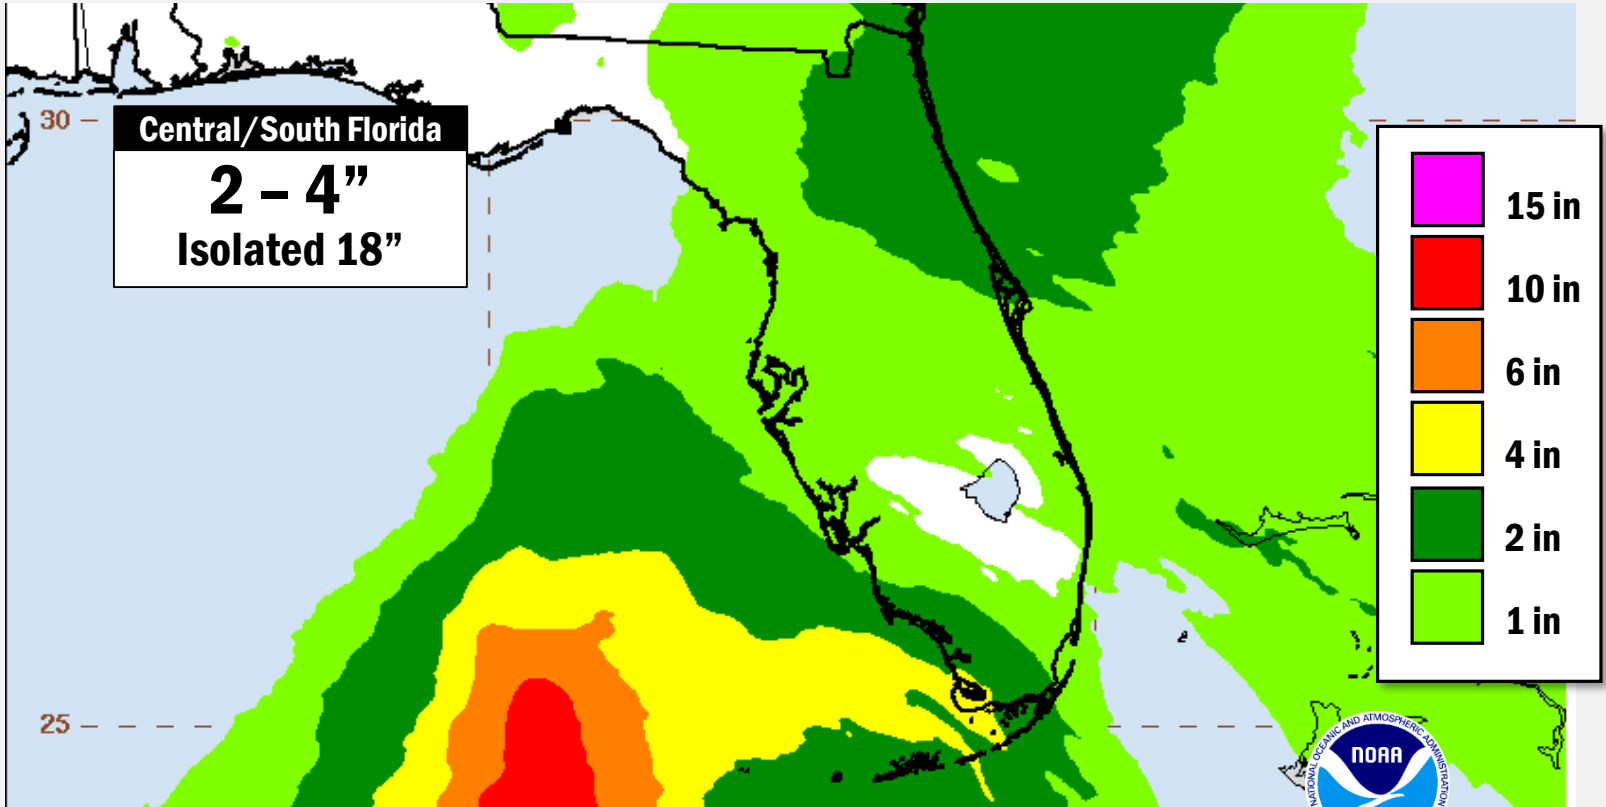 30
Central/South Florida
2 – 4”
Isolated 18”
15 in
10 in
6 in
4 in
2 in
1 in
25
NATIONAL OCEANIC AND ATMOSPHERIC ADMINISTRATION
NOAA